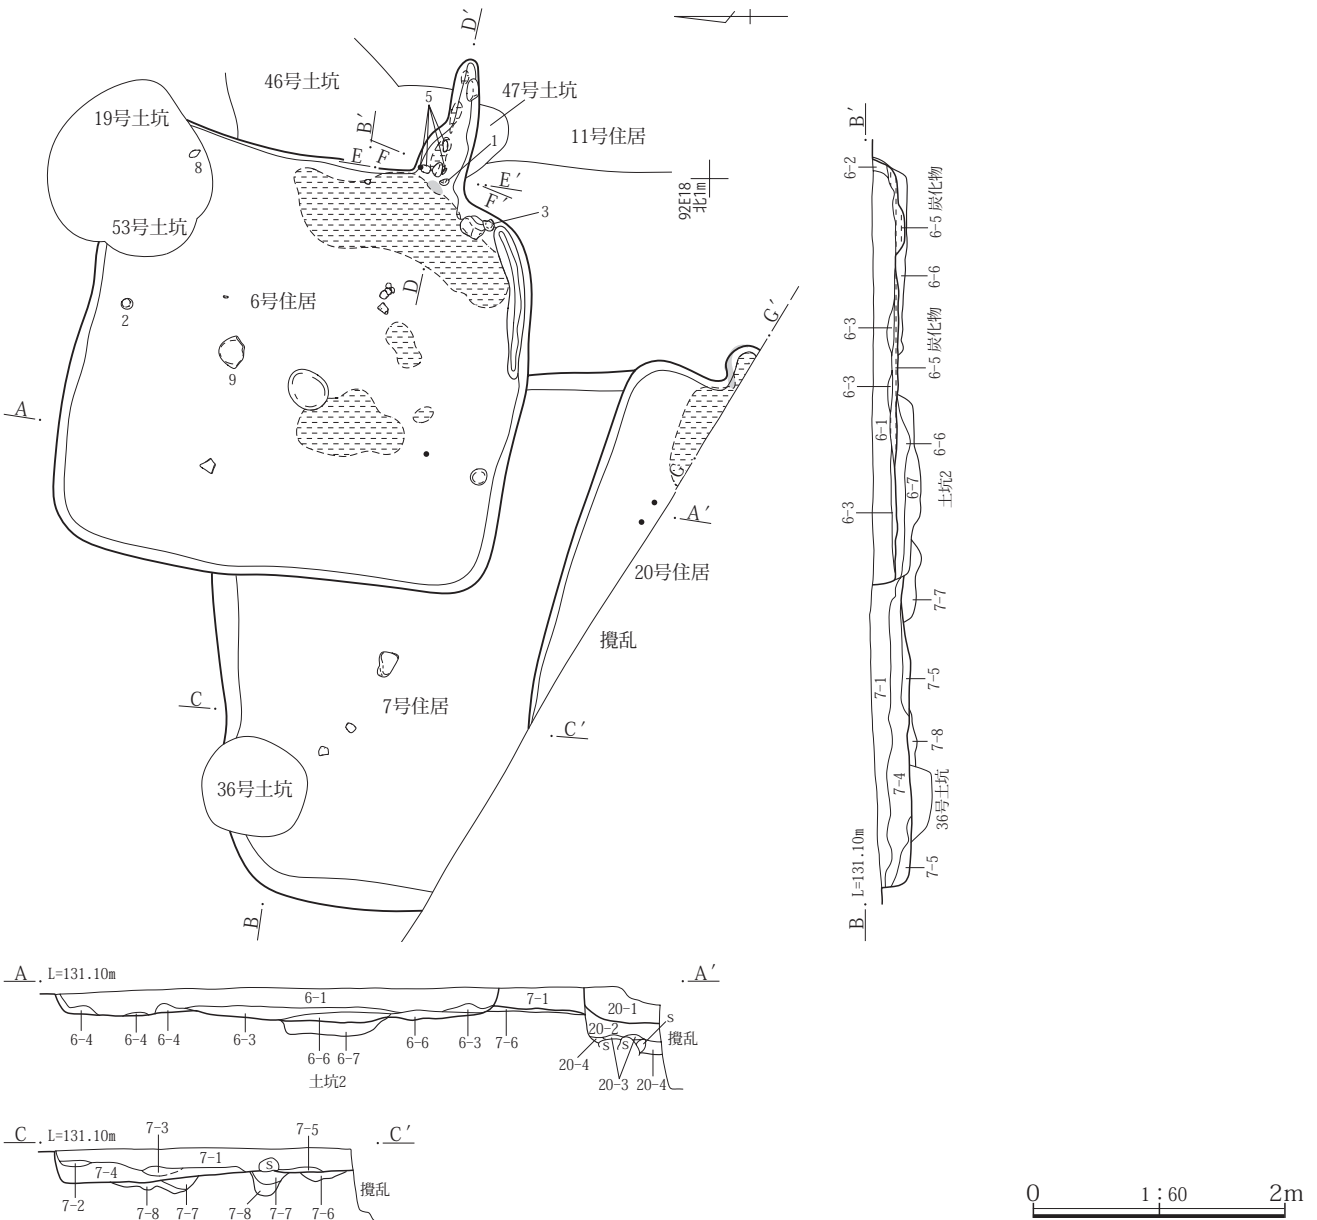 D′
46号土坑
47号土坑
5
19号土坑
B′
11号住居
1
E
F
8
E′
F′
92E18
北1m
3
53号土坑
D
6号住居
2
9
G′
A
G
A′
20号住居
攪乱
C
7号住居
C′
36号土坑
B
B′
6-2
6-5 炭化物
6-6
6-3
6-5 炭化物
6-3
6-1
6-6
6-7
土坑2
6-3
7-7
7-5
7-1
7-8
7-4
36号土坑
7-5
B
L=131.10m
A
L=131.10m
A′
6-1
7-1
20-1
S
20-2
攪乱
6-4
6-4
6-4
6-3
6-6
6-3
7-6
S
S
6-6
6-7
20-4
土坑2
20-3
20-4
C
L=131.10m
7-3
7-5
C′
7-1
S
7-4
攪乱
7-2
7-8
7-7
7-8
7-7
7-6
0
1:60
2m